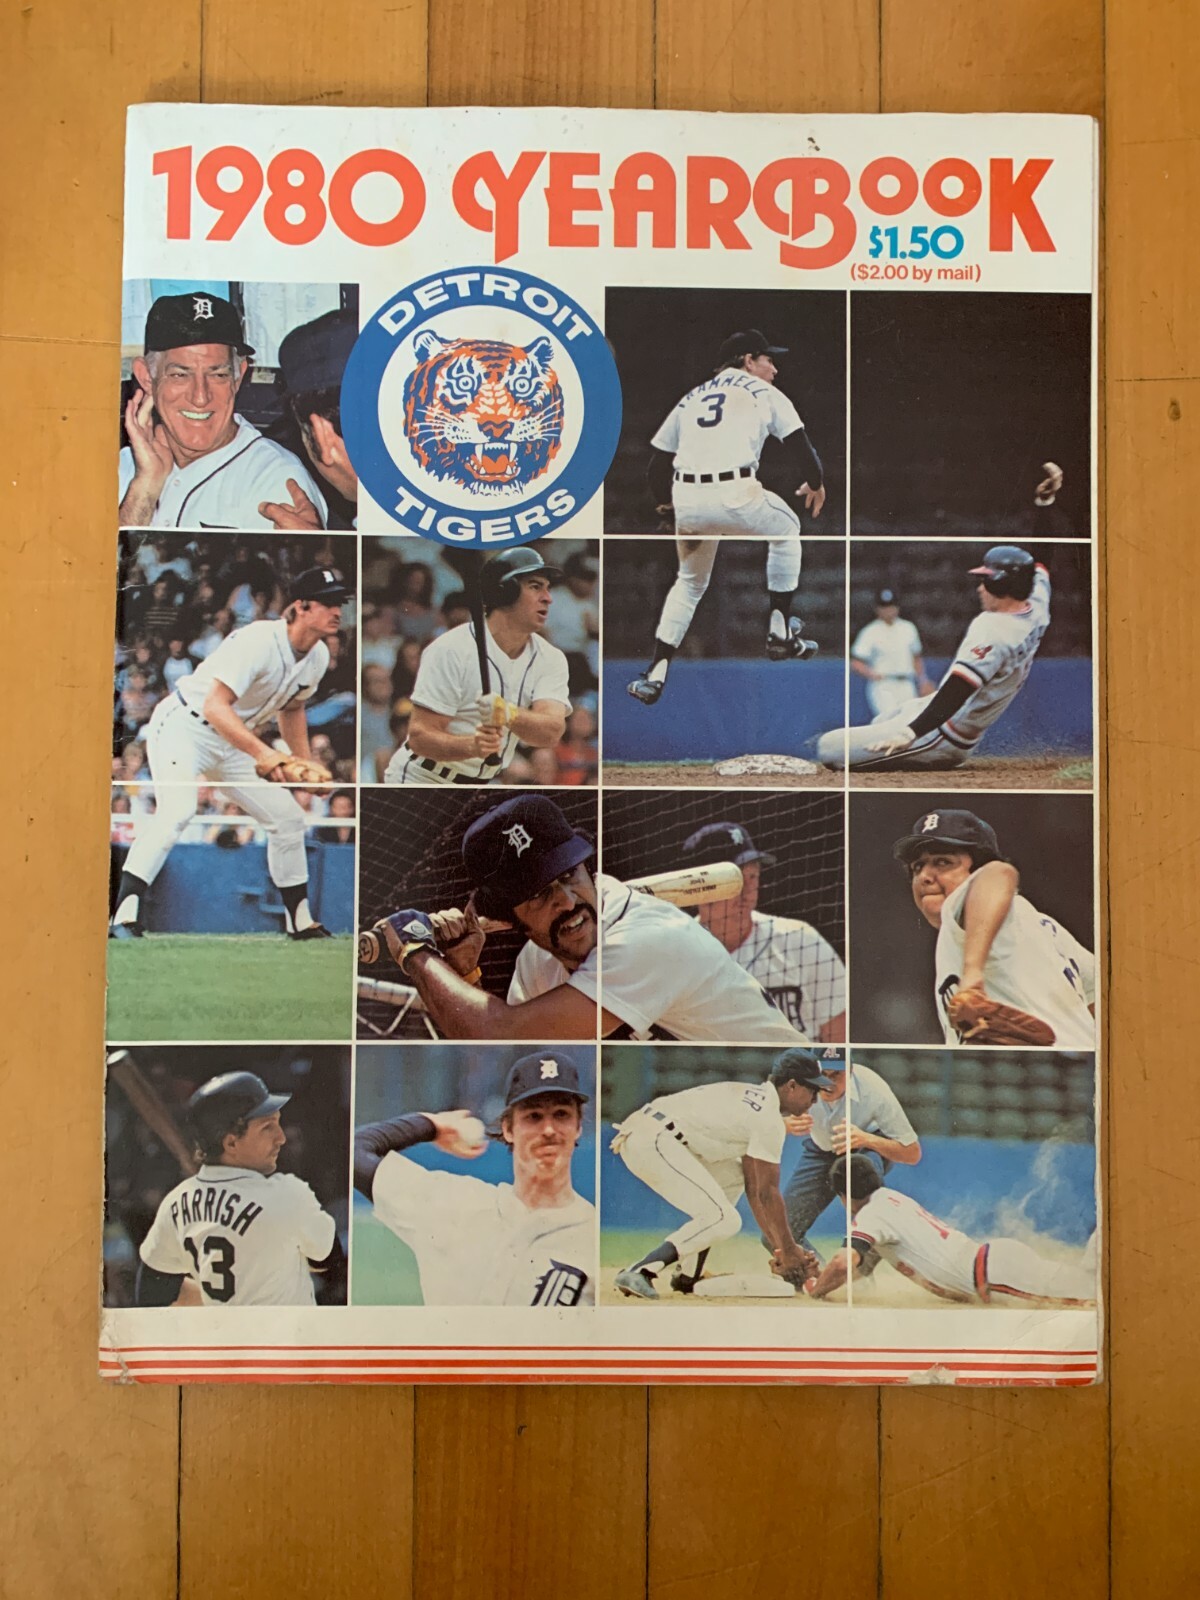 1980 YEARBOOK
$1.50
($2.00 by mail)
DETROIT
TIGERS
TRAMMELL
3
PARRISH
13